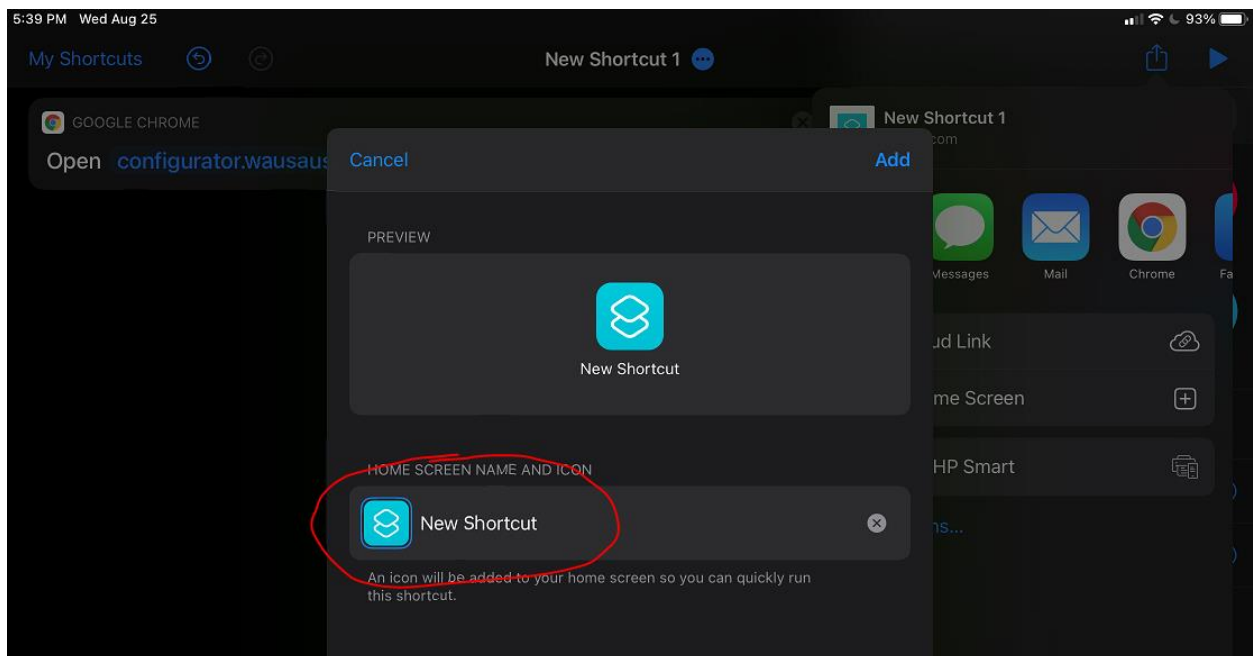 5:39 PM Wed Aug 25
93%
My Shortcuts
New Shortcut 1
GOOGLE CHROME
Open configurator.wausaus
New Shortcut 1
com
Cancel
Add
PREVIEW
New Shortcut
HOME SCREEN NAME AND ICON
New Shortcut
An icon will be added to your home screen so you can quickly run
this shortcut.
Messages
Mail
Chrome
Fa
ud Link
me Screen
HP Smart
ns...